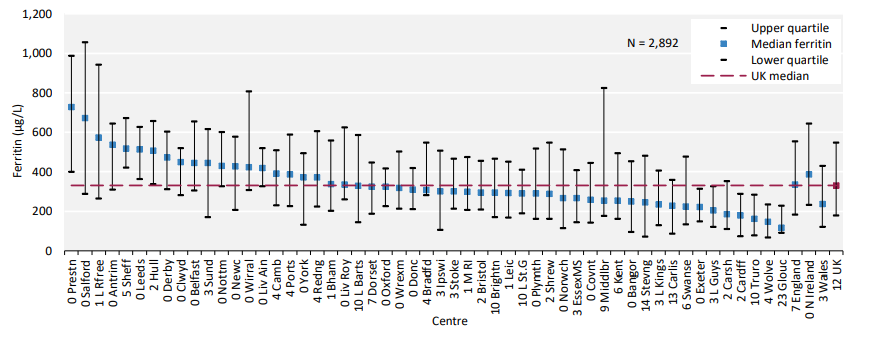 1,200
1,000
800
600
400
200
0
Ferritin (µg/L)
N = 2,892
Upper quartile
Median ferritin
Lower quartile
UK median
0 Prestn
0 Salford
1 L Rfree
0 Antrim
5 Sheff
0 Leeds
2 Hull
0 Derby
0 Clwyd
0 Belfast
3 Sund
0 Nottm
0 Newc
0 Wirral
0 Liv Ain
4 Camb
4 Ports
0 York
4 Redng
1 Bham
0 Liv Roy
10 L Barts
7 Dorset
0 Oxford
0 Wrexm
0 Donc
4 Bradfd
3 Ipswi
3 Stoke
1 M RI
2 Bristol
10 Brightn
1 Leic
10 L St.G
0 Plymth
2 Shrew
0 Norwch
3 EssexMS
0 Covnt
9 Middlbr
6 Kent
0 Bangor
14 Stevng
3 L Kings
13 Carlis
6 Swanse
0 Exeter
3 L Guys
2 Carsh
2 Cardff
10 Truro
4 Wolve
23 Glouc
7 England
0 N Ireland
3 Wales
12 UK
Centre